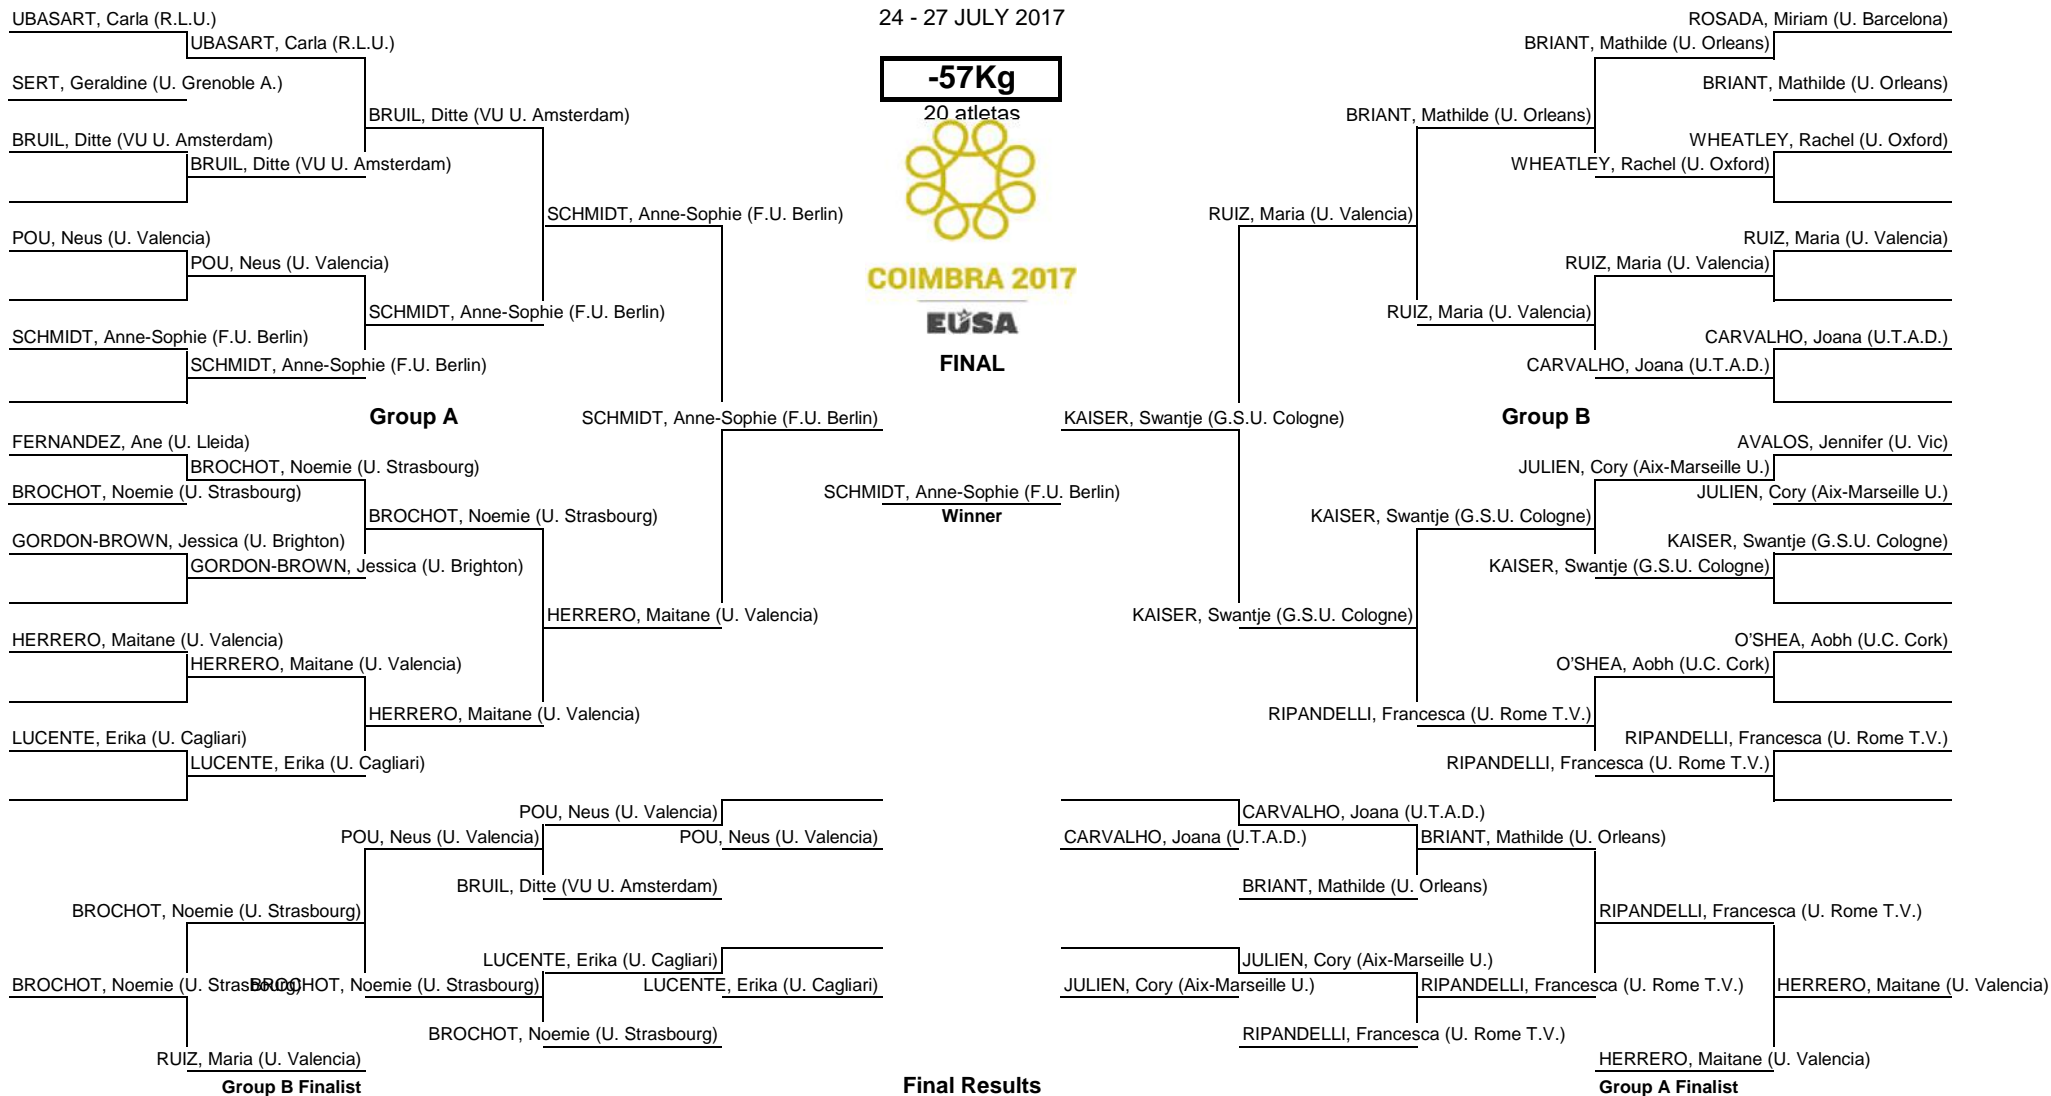 24 - 27 JULY 2017
-57Kg
20 atletas
COIMBRA 2017
EUSA
FINAL
UBASART, Carla (R.L.U.)
UBASART, Carla (R.L.U.)
SERT, Geraldine (U. Grenoble A.)
BRUIL, Ditte (VU U. Amsterdam)
BRUIL, Ditte (VU U. Amsterdam)
BRUIL, Ditte (VU U. Amsterdam)
SCHMIDT, Anne-Sophie (F.U. Berlin)
POU, Neus (U. Valencia)
POU, Neus (U. Valencia)
SCHMIDT, Anne-Sophie (F.U. Berlin)
SCHMIDT, Anne-Sophie (F.U. Berlin)
SCHMIDT, Anne-Sophie (F.U. Berlin)
Group A
SCHMIDT, Anne-Sophie (F.U. Berlin)
FERNANDEZ, Ane (U. Lleida)
BROCHOT, Noemie (U. Strasbourg)
BROCHOT, Noemie (U. Strasbourg)
BROCHOT, Noemie (U. Strasbourg)
GORDON-BROWN, Jessica (U. Brighton)
GORDON-BROWN, Jessica (U. Brighton)
HERRERO, Maitane (U. Valencia)
HERRERO, Maitane (U. Valencia)
HERRERO, Maitane (U. Valencia)
HERRERO, Maitane (U. Valencia)
LUCENTE, Erika (U. Cagliari)
LUCENTE, Erika (U. Cagliari)
SCHMIDT, Anne-Sophie (F.U. Berlin)
Winner
ROSADA, Miriam (U. Barcelona)
BRIANT, Mathilde (U. Orleans)
BRIANT, Mathilde (U. Orleans)
BRIANT, Mathilde (U. Orleans)
WHEATLEY, Rachel (U. Oxford)
WHEATLEY, Rachel (U. Oxford)
RUIZ, Maria (U. Valencia)
RUIZ, Maria (U. Valencia)
RUIZ, Maria (U. Valencia)
RUIZ, Maria (U. Valencia)
CARVALHO, Joana (U.T.A.D.)
CARVALHO, Joana (U.T.A.D.)
KAISER, Swantje (G.S.U. Cologne)
Group B
AVALOS, Jennifer (U. Vic)
JULIEN, Cory (Aix-Marseille U.)
JULIEN, Cory (Aix-Marseille U.)
KAISER, Swantje (G.S.U. Cologne)
KAISER, Swantje (G.S.U. Cologne)
KAISER, Swantje (G.S.U. Cologne)
KAISER, Swantje (G.S.U. Cologne)
O'SHEA, Aobh (U.C. Cork)
O'SHEA, Aobh (U.C. Cork)
RIPANDELLI, Francesca (U. Rome T.V.)
RIPANDELLI, Francesca (U. Rome T.V.)
RIPANDELLI, Francesca (U. Rome T.V.)
POU, Neus (U. Valencia)
POU, Neus (U. Valencia)
POU, Neus (U. Valencia)
BRUIL, Ditte (VU U. Amsterdam)
BROCHOT, Noemie (U. Strasbourg)
LUCENTE, Erika (U. Cagliari)
BROCHOT, Noemie (U. Strasbourg)
BROCHOT, Noemie (U. Strasbourg)
LUCENTE, Erika (U. Cagliari)
BROCHOT, Noemie (U. Strasbourg)
RUIZ, Maria (U. Valencia)
Group B Finalist
CARVALHO, Joana (U.T.A.D.)
CARVALHO, Joana (U.T.A.D.)
BRIANT, Mathilde (U. Orleans)
BRIANT, Mathilde (U. Orleans)
RIPANDELLI, Francesca (U. Rome T.V.)
JULIEN, Cory (Aix-Marseille U.)
JULIEN, Cory (Aix-Marseille U.)
RIPANDELLI, Francesca (U. Rome T.V.)
HERRERO, Maitane (U. Valencia)
RIPANDELLI, Francesca (U. Rome T.V.)
HERRERO, Maitane (U. Valencia)
Group A Finalist
Final Results